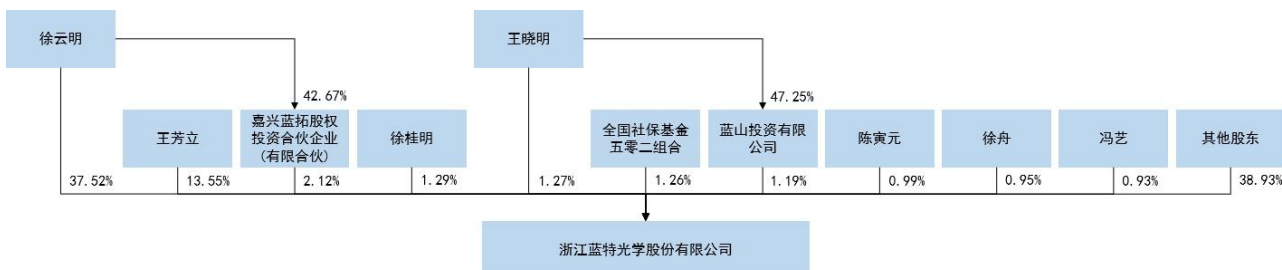 徐云明
王晓明
42.67%
47.25%
王芳立
嘉兴蓝拓股权
投资合伙企业
(有限合伙)
徐桂明
全国社保基金
五零二组合
蓝山投资有限
公司
陈寅元
徐舟
冯艺
其他股东
37.52%
13.55%
2.12%
1.29%
1.27%
1.26%
1.19%
0.99%
0.95%
0.93%
38.93%
浙江蓝特光学股份有限公司